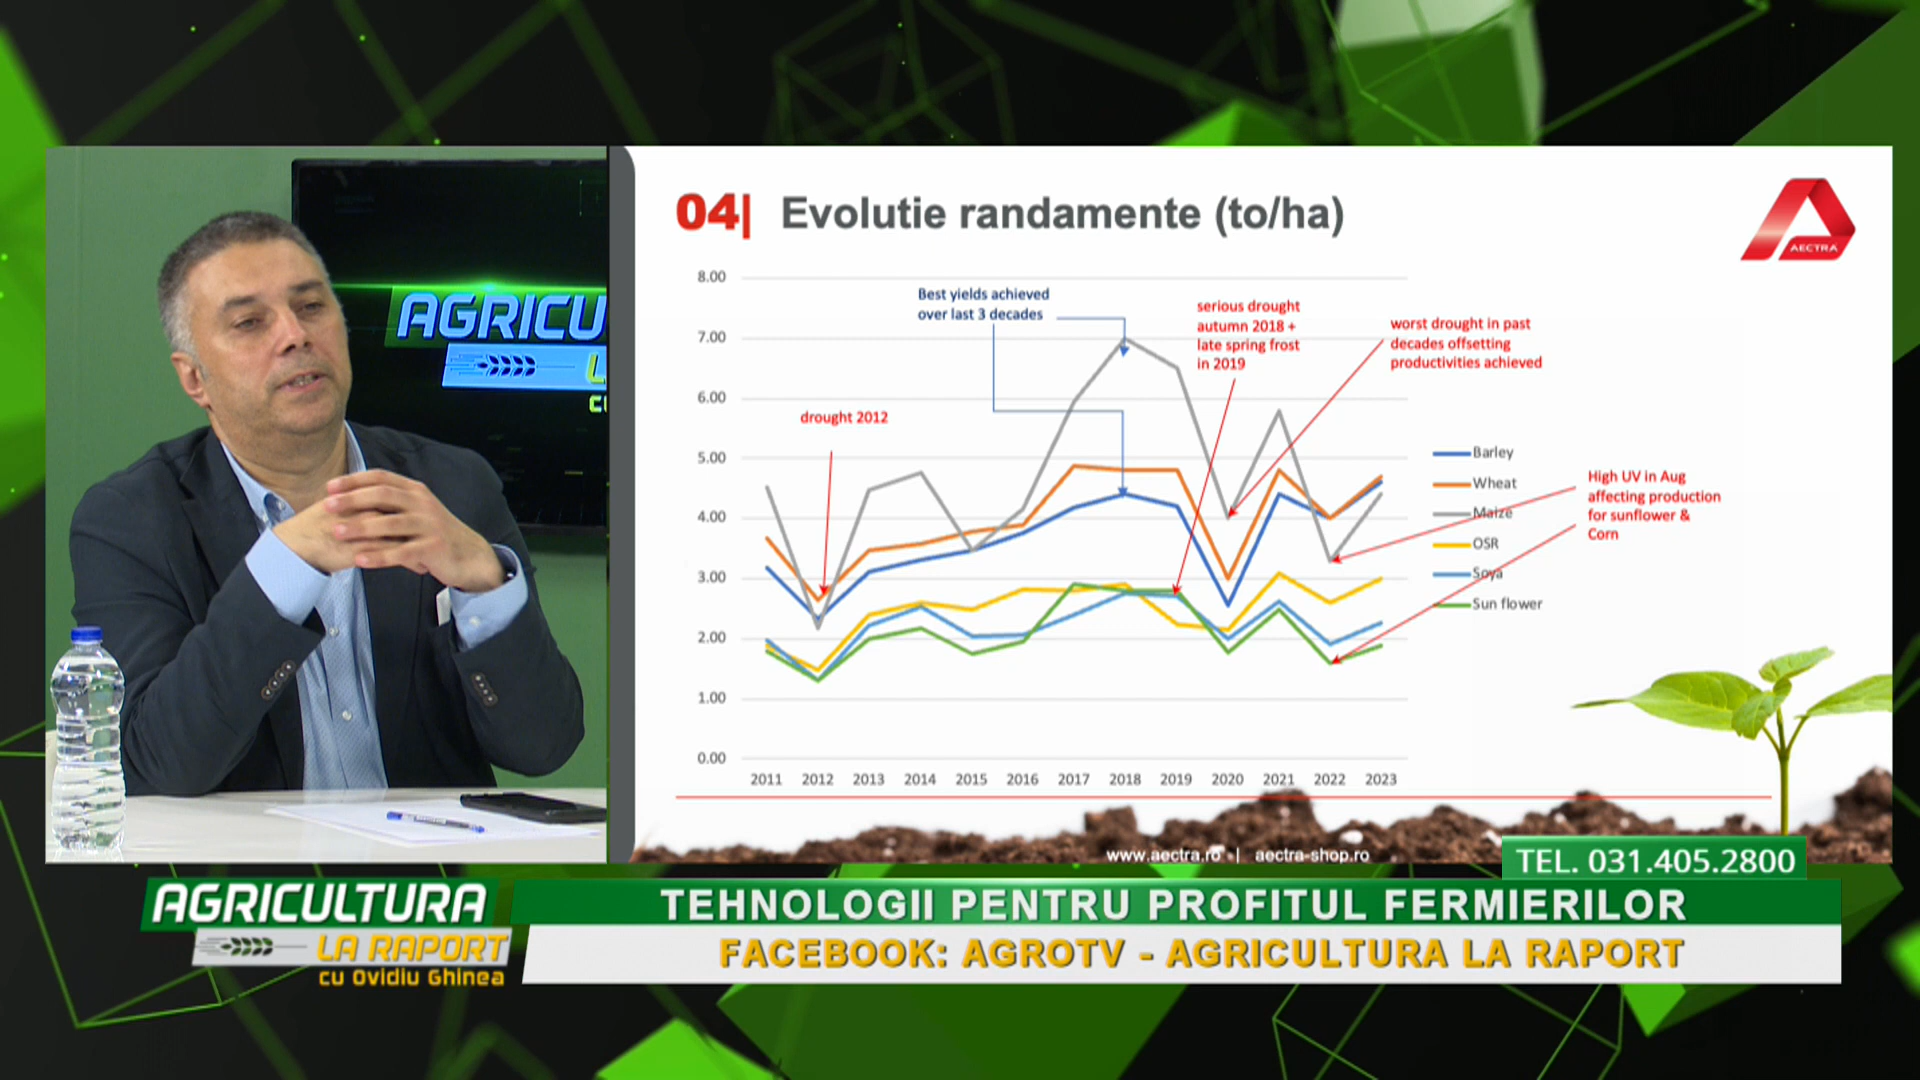 AGRICU
L
cu
04| Evolutie randamente (to/ha)
AECTRA
8.00
7.00
6.00
5.00
4.00
3.00
2.00
1.00
0.00
Best yields achieved
over last 3 decades
serious drought
autumn 2018 +
late spring frost
in 2019
worst drought in past
decades offsetting
productivities achieved
drought 2012
Barley
Wheat
Maize
OSR
Soya
Sun flower
High UV in Aug
affecting production
for sunflower &
Corn
2011 2012 2013 2014 2015 2016 2017 2018 2019 2020 2021 2022 2023
www.aectra.ro | aectra-shop.ro
TEL. 031.405.2800
AGRICULTURA
LA RAPORT
cu Ovidiu Ghinea
TEHNOLOGII PENTRU PROFITUL FERMIERILOR
FACEBOOK: AGROTV - AGRICULTURA LA RAPORT